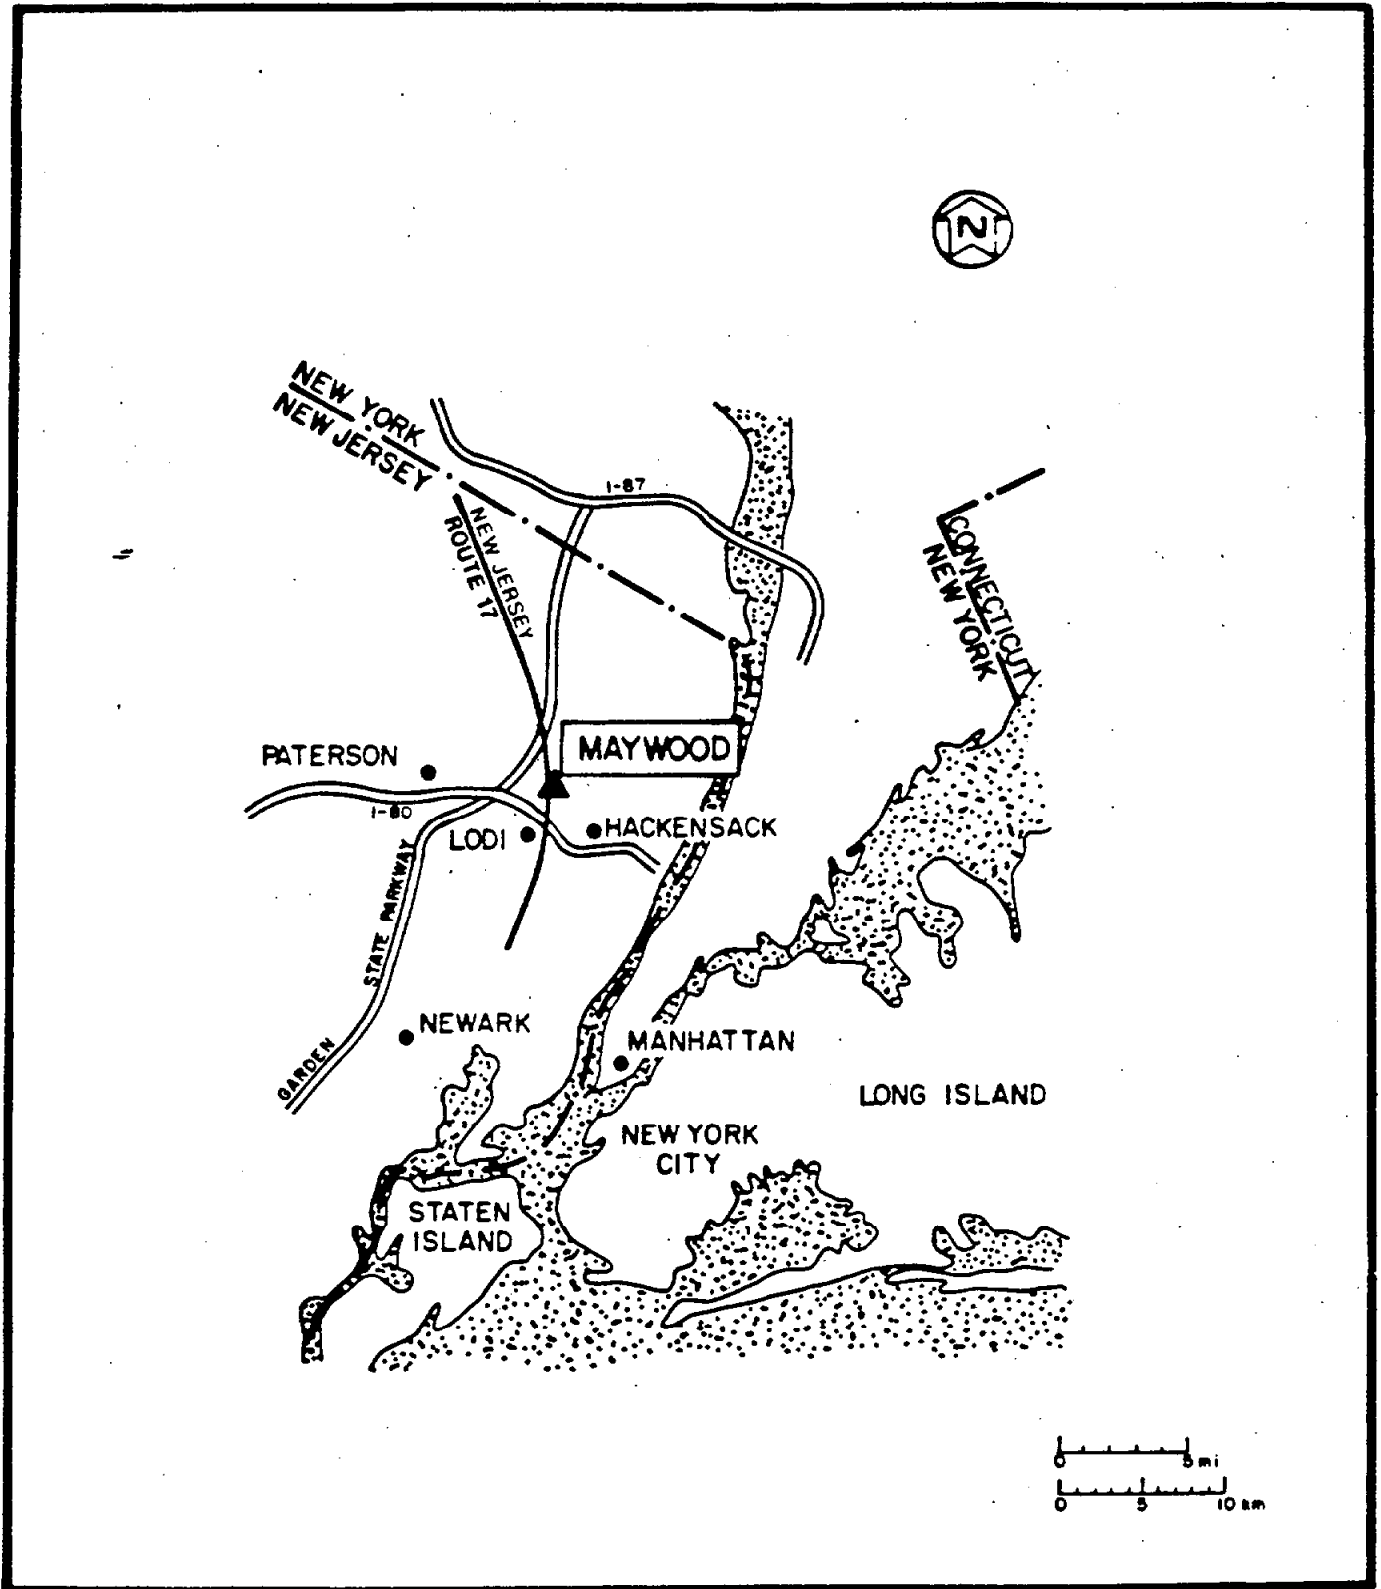 N
NEW YORK
NEW JERSEY
I-87
NEW JERSEY
ROUTE 17
CONNECTICUT
NEW YORK
MAYWOOD
PATERSON
I-80
LODI
HACKENSACK
STATE PARKWAY
GARDEN
NEWARK
MANHATTAN
LONG ISLAND
NEW YORK
CITY
STATEN
ISLAND
0 5 mi
0 5 10 km